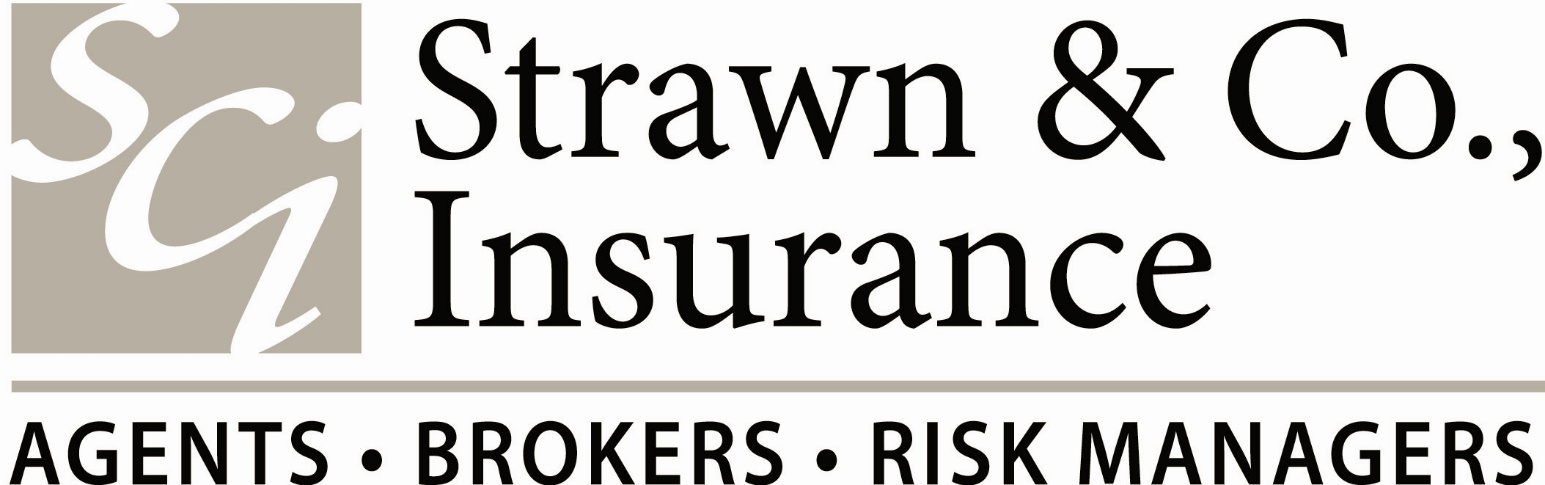 SCi
Strawn & Co.,
Insurance
AGENTS • BROKERS • RISK MANAGERS